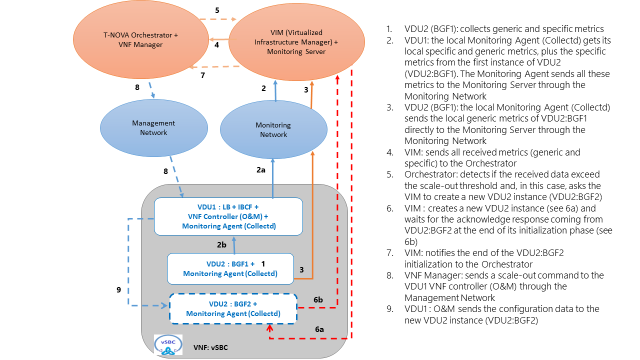 5
T-NOVA Orchestrator +
VNF Manager
VIM (Virtualized
Infrastructure Manager) +
Monitoring Server
4
7
8
2
3
Management
Network
Monitoring
Network
8
2a
VDU1 : LB + IBCF +
VNF Controller (O&M) +
Monitoring Agent (Collectd)
2b
VDU2 : BGF1 + 1
Monitoring Agent (Collectd)
3
9
VDU2 : BGF2 +
Monitoring Agent (Collectd)
6b
6a
vSBC
VNF: vSBC
1. VDU2 (BGF1): collects generic and specific metrics
2. VDU1: the local Monitoring Agent (Collectd) gets its
local specific and generic metrics, plus the specific
metrics from the first instance of VDU2
(VDU2:BGF1). The Monitoring Agent sends all these
metrics to the Monitoring Server through the
Monitoring Network
3. VDU2 (BGF1): the local Monitoring Agent (Collectd)
sends the local generic metrics of VDU2:BGF1
directly to the Monitoring Server through the
Monitoring Network
4. VIM: sends all received metrics (generic and
specific) to the Orchestrator
5. Orchestrator: detects if the received data exceed
the scale-out threshold and, in this case, asks the
VIM to create a new VDU2 instance (VDU2:BGF2)
6. VIM : creates a new VDU2 instance (see 6a) and
waits for the acknowledge response coming from
VDU2:BGF2 at the end of its initialization phase (see
6b)
7. VIM: notifies the end of the VDU2:BGF2
initialization to the Orchestrator
8. VNF Manager: sends a scale-out command to the
VDU1 VNF controller (O&M) through the
Management Network
9. VDU1 : O&M sends the configuration data to the
new VDU2 instance (VDU2:BGF2)